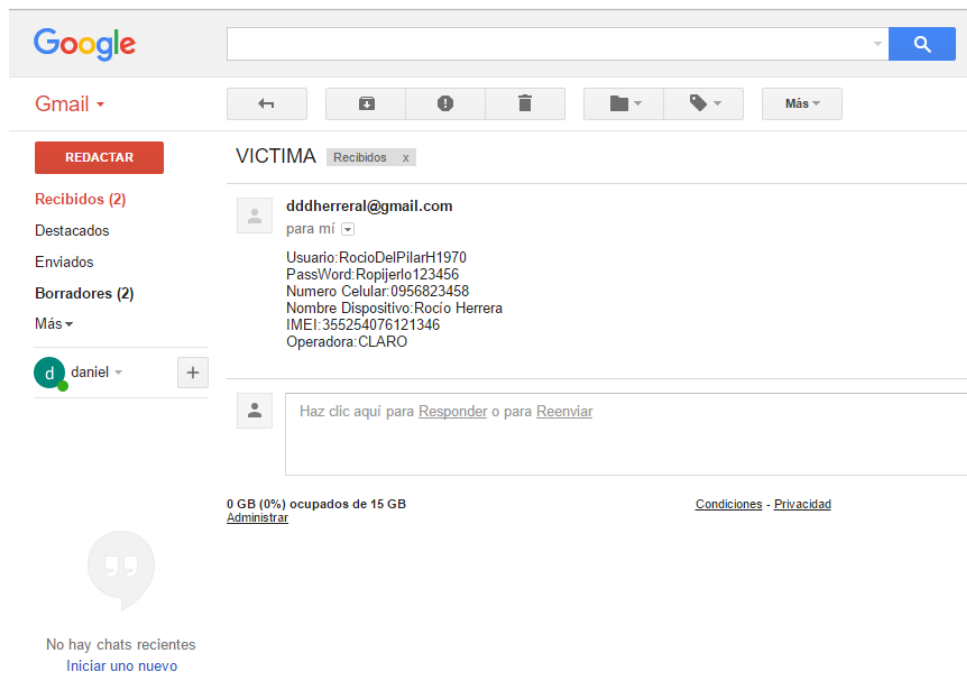 Google
Gmail
Más
REDACTAR
VICTIMA Recibidos x
Recibidos (2)
Destacados
Enviados
Borradores (2)
Más
d daniel
+
dddherreral@gmail.com
para mí
Usuario:RocioDelPilarH1970
PassWord:Ropijerlo123456
Numero Celular:0956823458
Nombre Dispositivo:Rocío Herrera
IMEI:355254076121346
Operadora:CLARO
Haz clic aquí para Responder o para Reenviar
0 GB (0%) ocupados de 15 GB
Administrar
Condiciones - Privacidad
No hay chats recientes
Iniciar uno nuevo